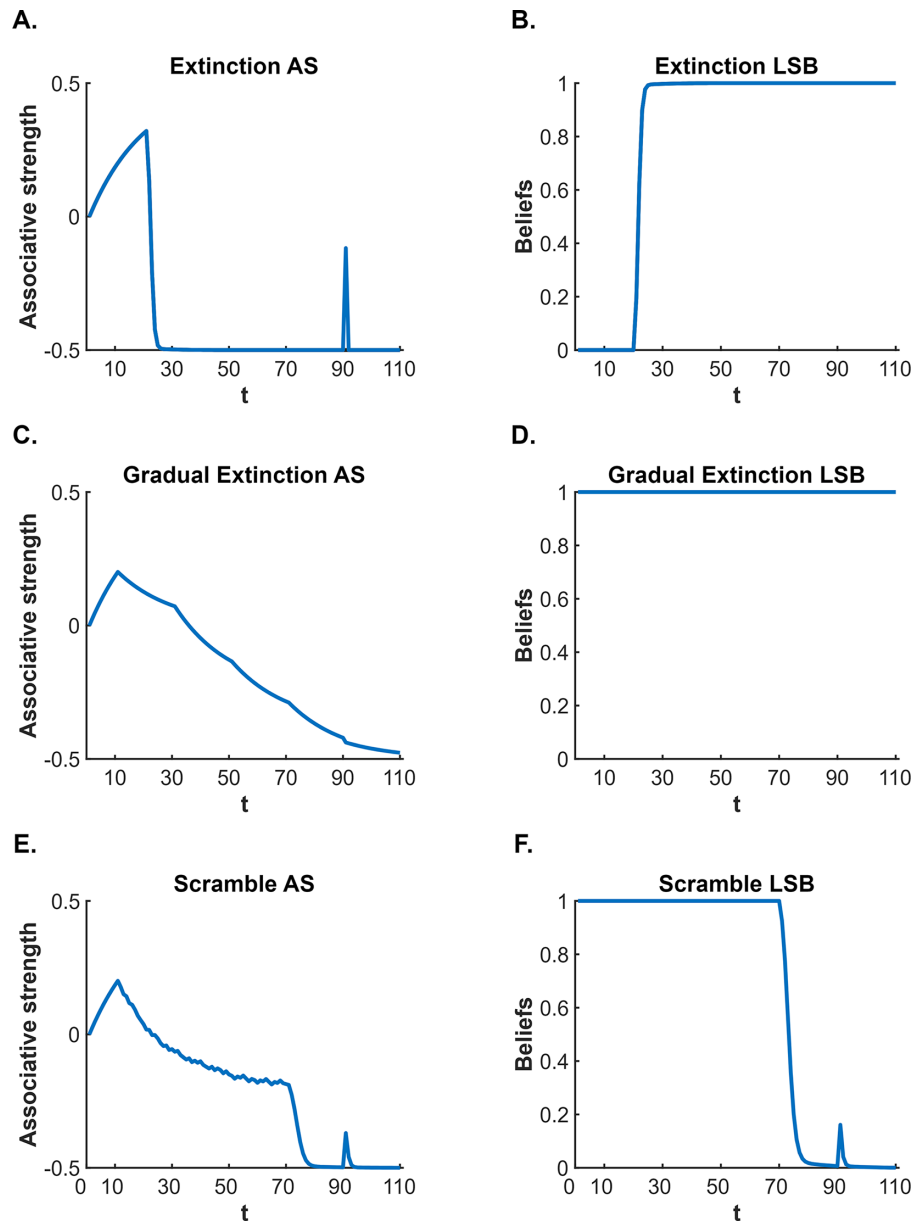 A.
Extinction AS
Associative strength
0.5
0
-0.5
10 30 50 70 90 110
t
B.
Extinction LSB
Beliefs
1
0.8
0.6
0.4
0.2
0
10 30 50 70 90 110
t
C.
Gradual Extinction AS
Associative strength
0.5
0
-0.5
10 30 50 70 90 110
t
D.
Gradual Extinction LSB
Beliefs
1
0.8
0.6
0.4
0.2
0
10 30 50 70 90 110
t
E.
Scramble AS
Associative strength
0.5
0
-0.5
0 10 30 50 70 90 110
t
F.
Scramble LSB
Beliefs
1
0.8
0.6
0.4
0.2
0
0 10 30 50 70 90 110
t